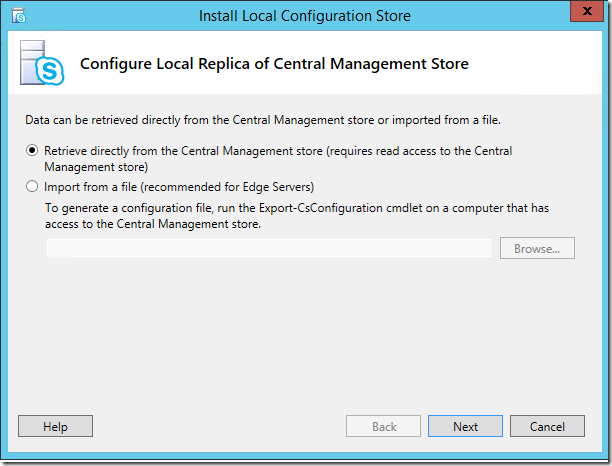 Install Local Configuration Store
X
S
Configure Local Replica of Central Management Store
Data can be retrieved directly from the Central Management store or imported from a file.
Retrieve directly from the Central Management store (requires read access to the Central
Management store)
Import from a file (recommended for Edge Servers)
To generate a configuration file, run the Export-CsConfiguration cmdlet on a computer that has
access to the Central Management store.
Browse...
Help
Back
Next
Cancel